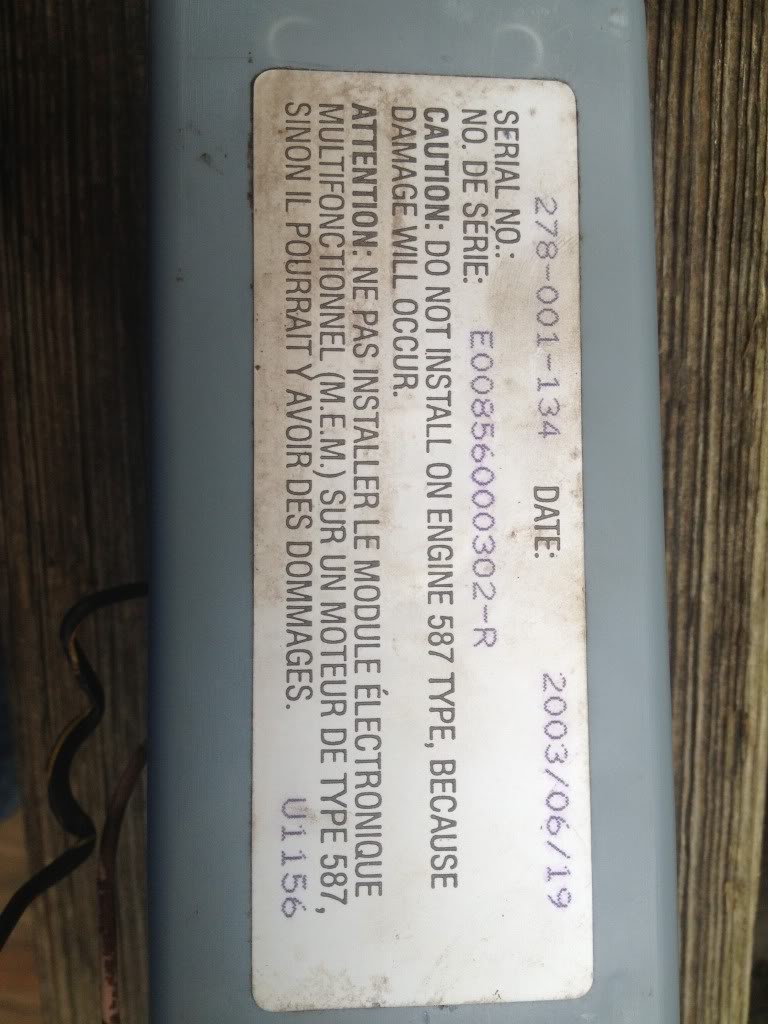 278-001-134 DATE: 2003/06/19
SERIAL NO.:
NO. DE SÉRIE: E0085600302-R
CAUTION: DO NOT INSTALL ON ENGINE 587 TYPE, BECAUSE
DAMAGE WILL OCCUR.
ATTENTION: NE PAS INSTALLER LE MODULE ÉLECTRONIQUE
MULTIFONCTIONNEL (M.E.M.) SUR UN MOTEUR DE TYPE 587,
SINON IL POURRAIT Y AVOIR DES DOMMAGES. U1156